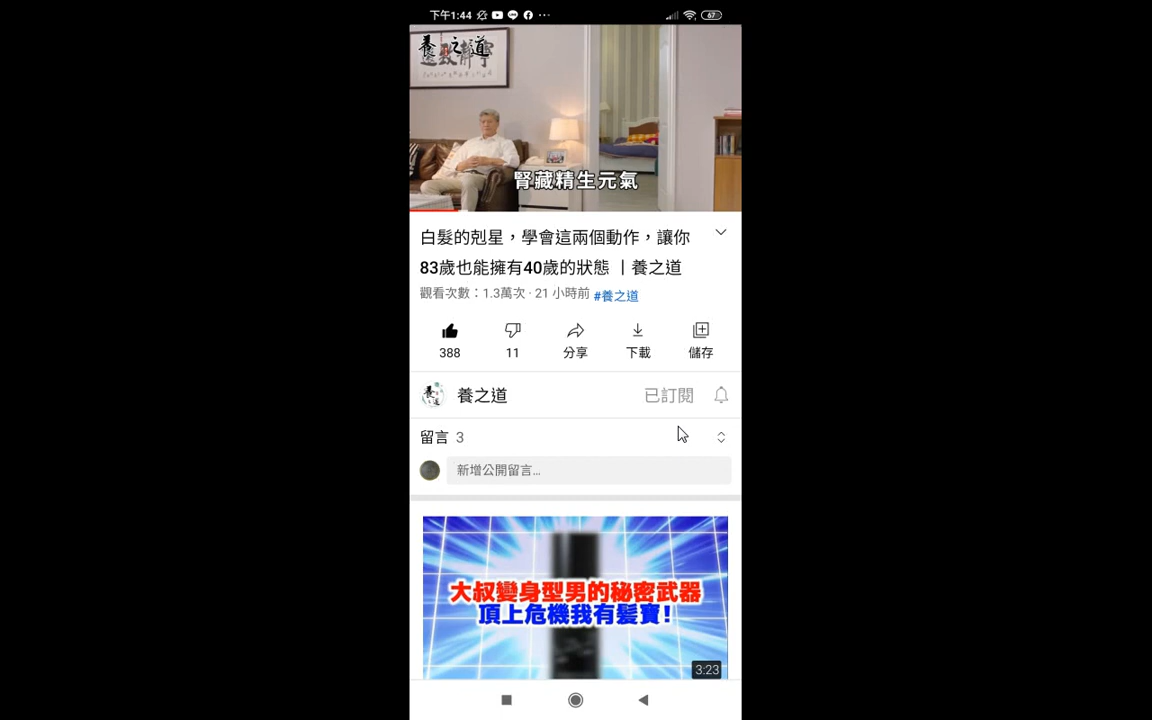 下午1:44
67
養之道
腎藏精生元氣
白髮的剋星，學會這兩個動作，讓你
83歲也能擁有40歲的狀態 丨養之道
觀看次數：1.3萬次 · 21 小時前 #養之道
388
11
分享
下載
儲存
養之道
已訂閱
留言 3
新增公開留言...
大叔變身型男的秘密武器
頂上危機我有髮寶!
3:23